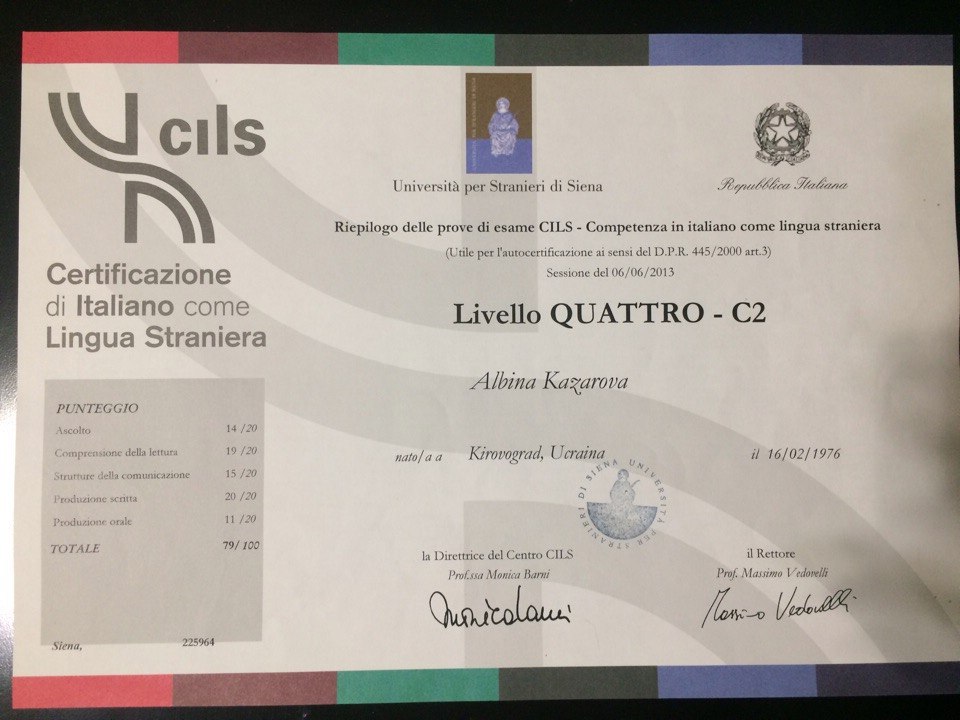 cils
Certificazione
di Italiano come
Lingua Straniera
Università per Stranieri di Siena
Repubblica Italiana
Riepilogo delle prove di esame CILS - Competenza in italiano come lingua straniera
(Utile per l'autocertificazione ai sensi del D.P.R. 445/2000 art.3)
Sessione del 06/06/2013
Livello QUATTRO - C2
Albina Kazarova
nato/a a Kirovograd, Ucraina il 16/02/1976
PUNTEGGIO
Ascolto 14 /20
Comprensione della lettura 19 /20
Strutture della comunicazione 15 /20
Produzione scritta 20 /20
Produzione orale 11 /20
TOTALE 79/100
UNIVERSITÀ PER STRANIERI DI SIENA
la Direttrice del Centro CILS
Prof.ssa Monica Barni
il Rettore
Prof. Massimo Vedovelli
Massimo Vedovelli
Siena, 225964